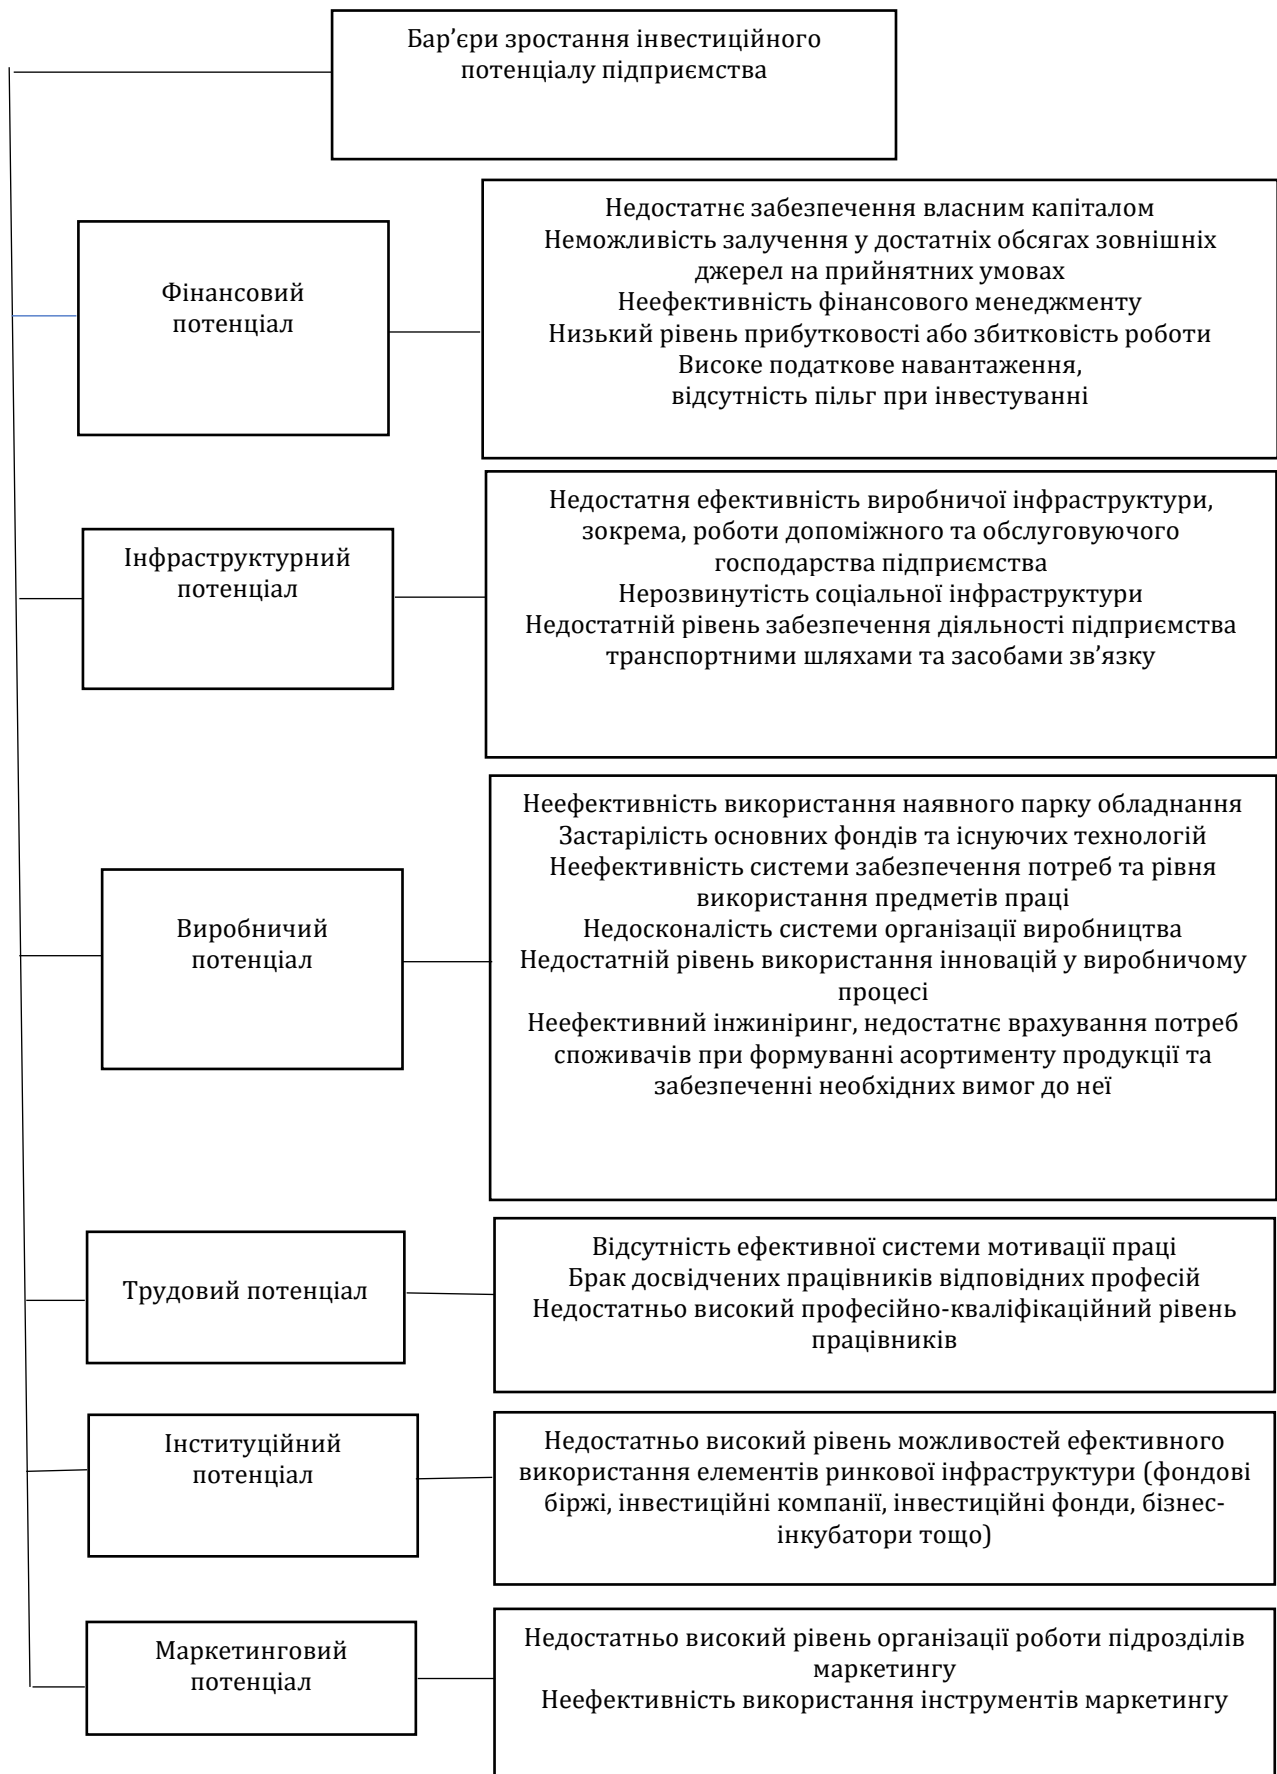 Бар’єри зростання інвестиційного
потенціалу підприємства
Фінансовий
потенціал
Недостатнє забезпечення власним капіталом
Неможливість залучення у достатніх обсягах зовнішніх
джерел на прийнятних умовах
Неефективність фінансового менеджменту
Низький рівень прибутковості або збитковість роботи
Високе податкове навантаження,
відсутність пільг при інвестуванні
Інфраструктурний
потенціал
Недостатня ефективність виробничої інфраструктури,
зокрема, роботи допоміжного та обслуговуючого
господарства підприємства
Нерозвинутість соціальної інфраструктури
Недостатній рівень забезпечення діяльності підприємства
транспортними шляхами та засобами зв’язку
Виробничий
потенціал
Неефективність використання наявного парку обладнання
Застарілість основних фондів та існуючих технологій
Неефективність системи забезпечення потреб та рівня
використання предметів праці
Недосконалість системи організації виробництва
Недостатній рівень використання інновацій у виробничому
процесі
Неефективний інжиніринг, недостатнє врахування потреб
споживачів при формуванні асортименту продукції та
забезпеченні необхідних вимог до неї
Трудовий потенціал
Відсутність ефективної системи мотивації праці
Брак досвідчених працівників відповідних професій
Недостатньо високий професійно-кваліфікаційний рівень
працівників
Інституційний
потенціал
Недостатньо високий рівень можливостей ефективного
використання елементів ринкової інфраструктури (фондові
біржі, інвестиційні компанії, інвестиційні фонди, бізнес-
інкубатори тощо)
Маркетинговий
потенціал
Недостатньо високий рівень організації роботи підрозділів
маркетингу
Неефективність використання інструментів маркетингу